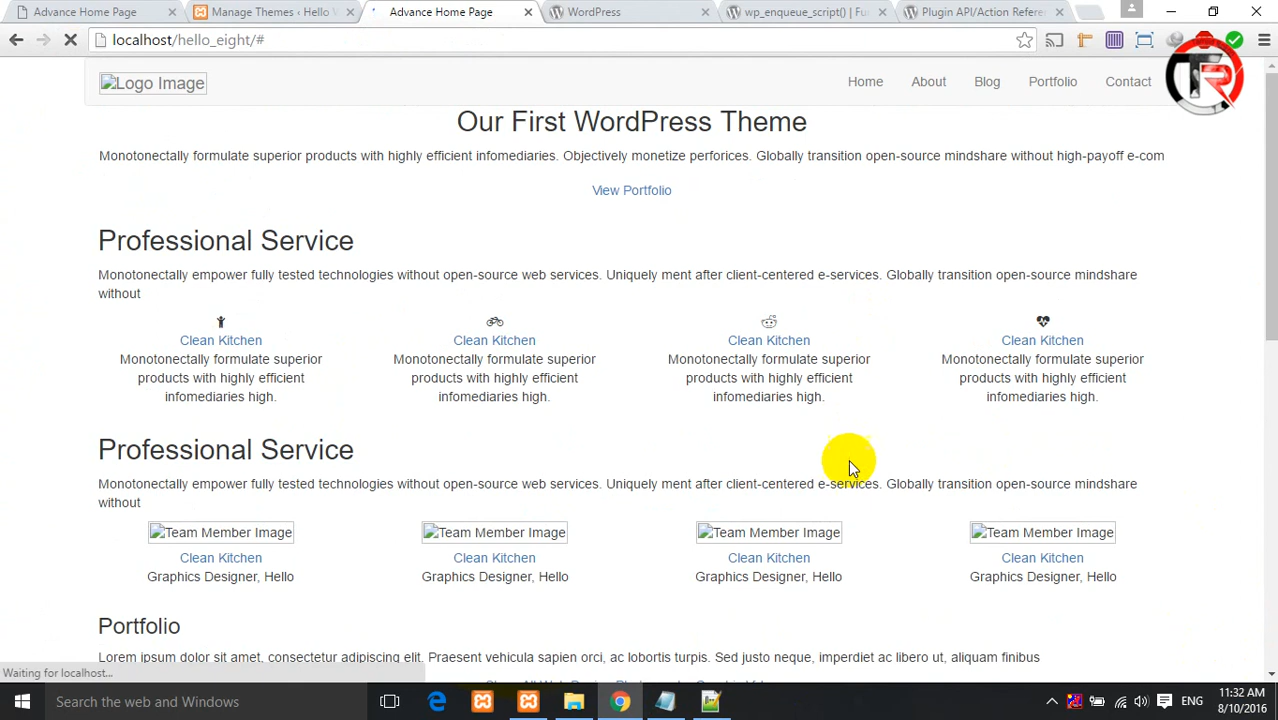 Advance Home Page
Manage Themes ‹ Hello
Advance Home Page
WordPress
wp_enqueue_script() |
Plugin API/Action
localhost/hello_eight/#
Logo Image
Home About Blog Portfolio Contact
TR
Our First WordPress Theme
Monotonectally formulate superior products with highly efficient infomediaries. Objectively monetize perforices. Globally transition open-source mindshare without high-payoff e-com
View Portfolio
Professional Service
Monotonectally empower fully tested technologies without open-source web services. Uniquely ment after client-centered e-services. Globally transition open-source mindshare
without
Clean Kitchen Clean Kitchen Clean Kitchen Clean Kitchen
Monotonectally formulate superior Monotonectally formulate superior Monotonectally formulate superior Monotonectally formulate superior
products with highly efficient products with highly efficient products with highly efficient products with highly efficient
infomediaries high. infomediaries high. infomediaries high. infomediaries high.
Professional Service
Monotonectally empower fully tested technologies without open-source web services. Uniquely ment after client-centered e-services. Globally transition open-source mindshare
without
Team Member Image Team Member Image Team Member Image Team Member Image
Clean Kitchen Clean Kitchen Clean Kitchen Clean Kitchen
Graphics Designer, Hello Graphics Designer, Hello Graphics Designer, Hello Graphics Designer, Hello
Portfolio
Lorem ipsum dolor sit amet, consectetur adipiscing elit. Praesent vehicula sapien orci, ac lobortis turpis. Sed justo neque, imperdiet ac libero ut, aliquam finibus
Waiting for localhost...
Search the web and Windows
ENG
11:32 AM
8/10/2016